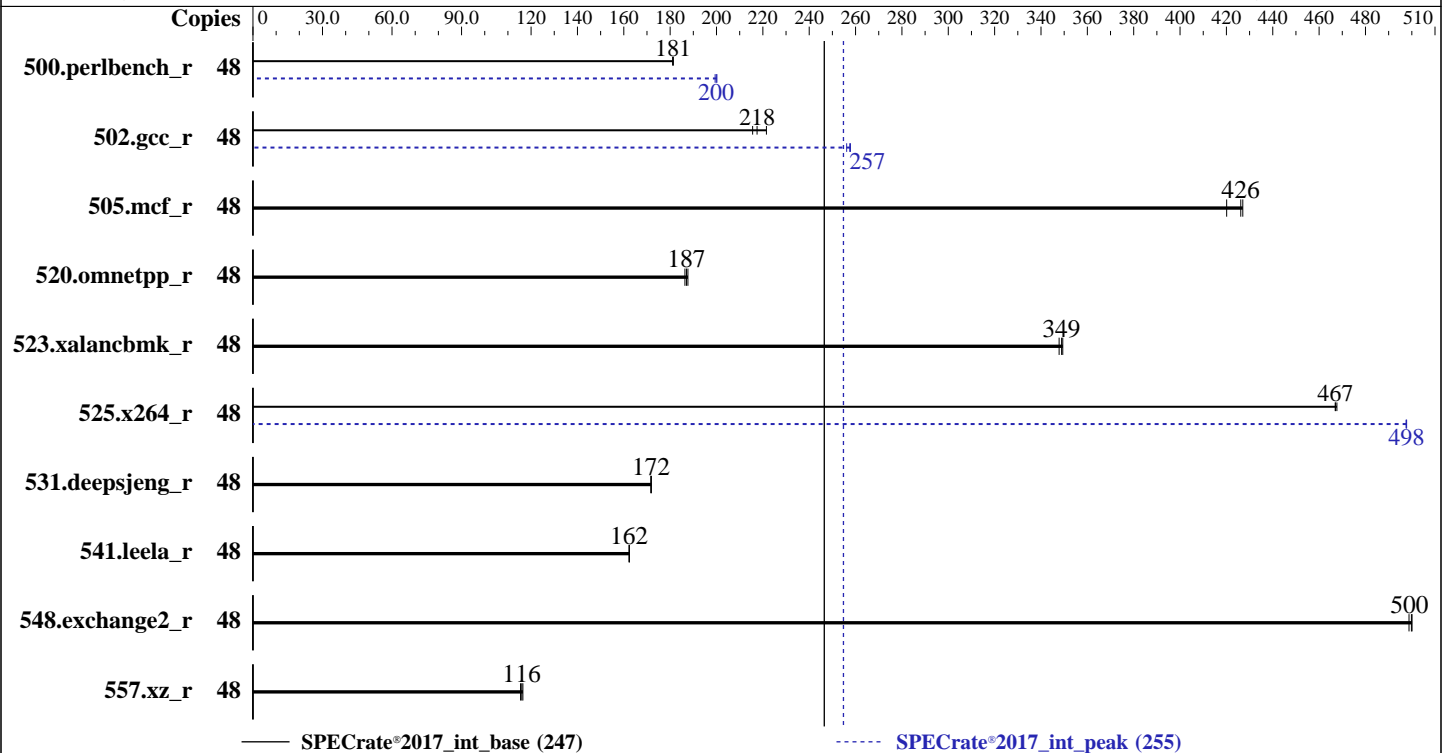 Copies 0 30.0 60.0 90.0 120 140 160 180 200 220 240 260 280 300 320 340 360 380 400 420 440 460 480 510
181
500.perlbench_r 48
200
218
502.gcc_r 48
257
426
505.mcf_r 48
187
520.omnetpp_r 48
349
523.xalancbmk_r 48
467
525.x264_r 48
498
172
531.deepsjeng_r 48
162
541.leela_r 48
500
548.exchange2_r 48
116
557.xz_r 48
SPECrate®2017_int_base (247) SPECrate®2017_int_peak (255)